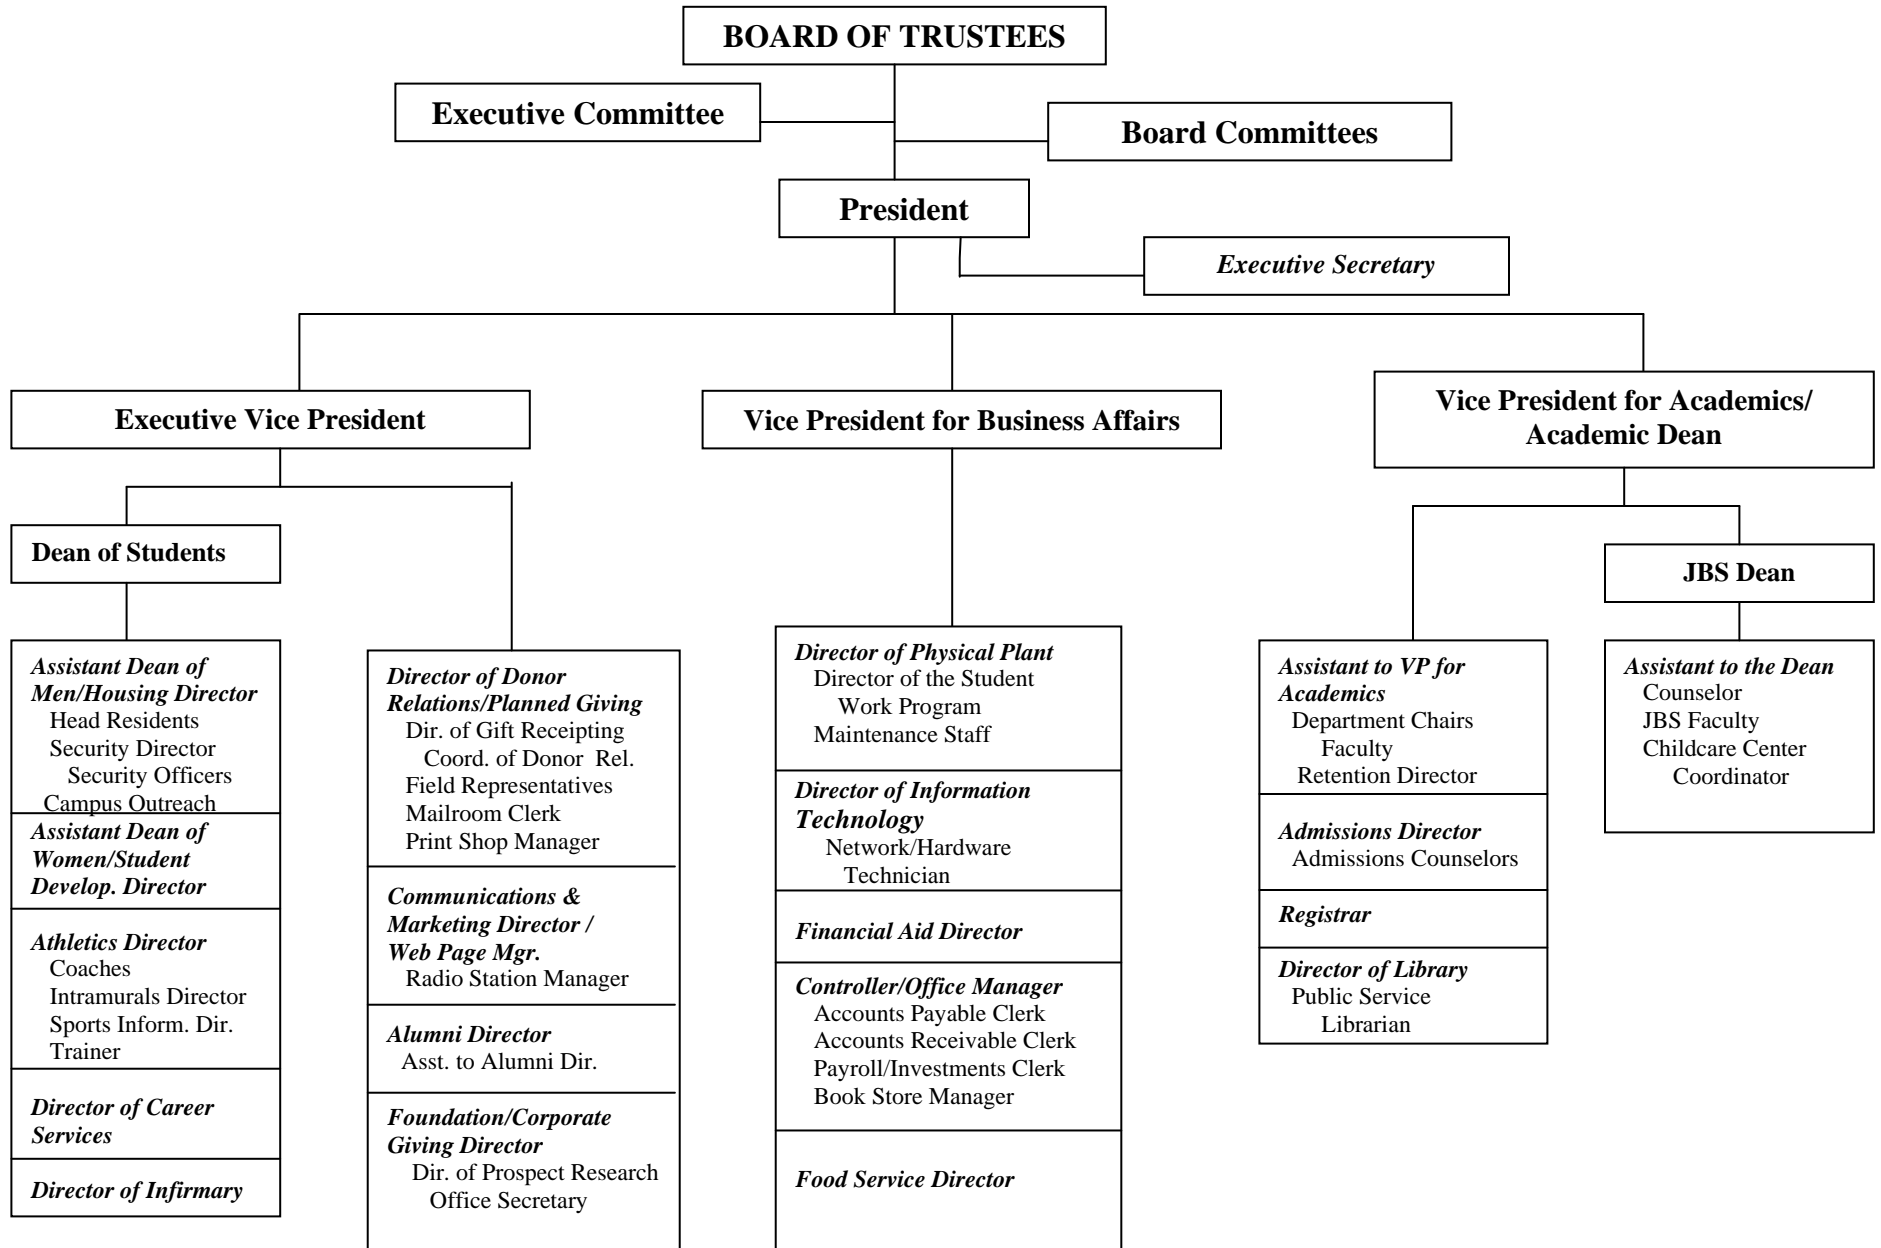 BOARD OF TRUSTEES
Executive Committee
Board Committees
President
Executive Secretary
Executive Vice President
Vice President for Business Affairs
Vice President for Academics/
Academic Dean
Dean of Students
JBS Dean
Assistant Dean of
Men/Housing Director
Head Residents
Security Director
Security Officers
Campus Outreach
Assistant Dean of
Women/Student
Develop. Director
Athletics Director
Coaches
Intramurals Director
Sports Inform. Dir.
Trainer
Director of Career
Services
Director of Infirmary
Director of Donor
Relations/Planned Giving
Dir. of Gift Receipting
Coord. of Donor Rel.
Field Representatives
Mailroom Clerk
Print Shop Manager
Communications &
Marketing Director /
Web Page Mgr.
Radio Station Manager
Alumni Director
Asst. to Alumni Dir.
Foundation/Corporate
Giving Director
Dir. of Prospect Research
Office Secretary
Director of Physical Plant
Director of the Student
Work Program
Maintenance Staff
Director of Information
Technology
Network/Hardware
Technician
Financial Aid Director
Controller/Office Manager
Accounts Payable Clerk
Accounts Receivable Clerk
Payroll/Investments Clerk
Book Store Manager
Food Service Director
Assistant to VP for
Academics
Department Chairs
Faculty
Retention Director
Admissions Director
Admissions Counselors
Registrar
Director of Library
Public Service
Librarian
Assistant to the Dean
Counselor
JBS Faculty
Childcare Center
Coordinator